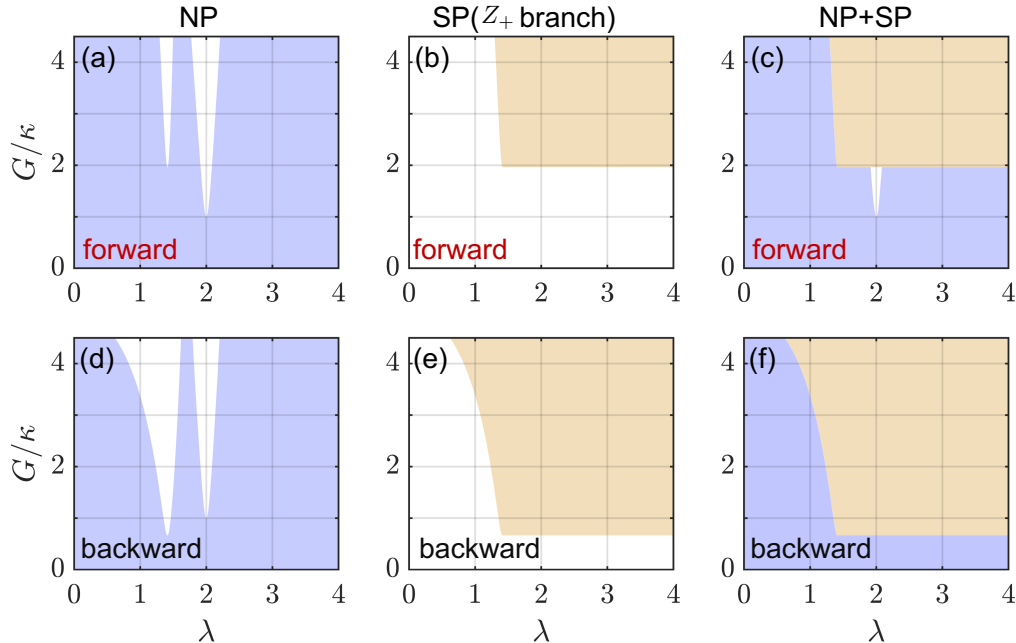 NP
SP(Z₊ branch)
NP+SP
(a)
(b)
(c)
G/κ
4
2
0
forward
0 1 2 3 4
4
2
0
forward
0 1 2 3 4
4
2
0
forward
0 1 2 3 4
(d)
(e)
(f)
G/κ
4
2
0
backward
0 1 2 3 4
λ
4
2
0
backward
0 1 2 3 4
λ
4
2
0
backward
0 1 2 3 4
λ